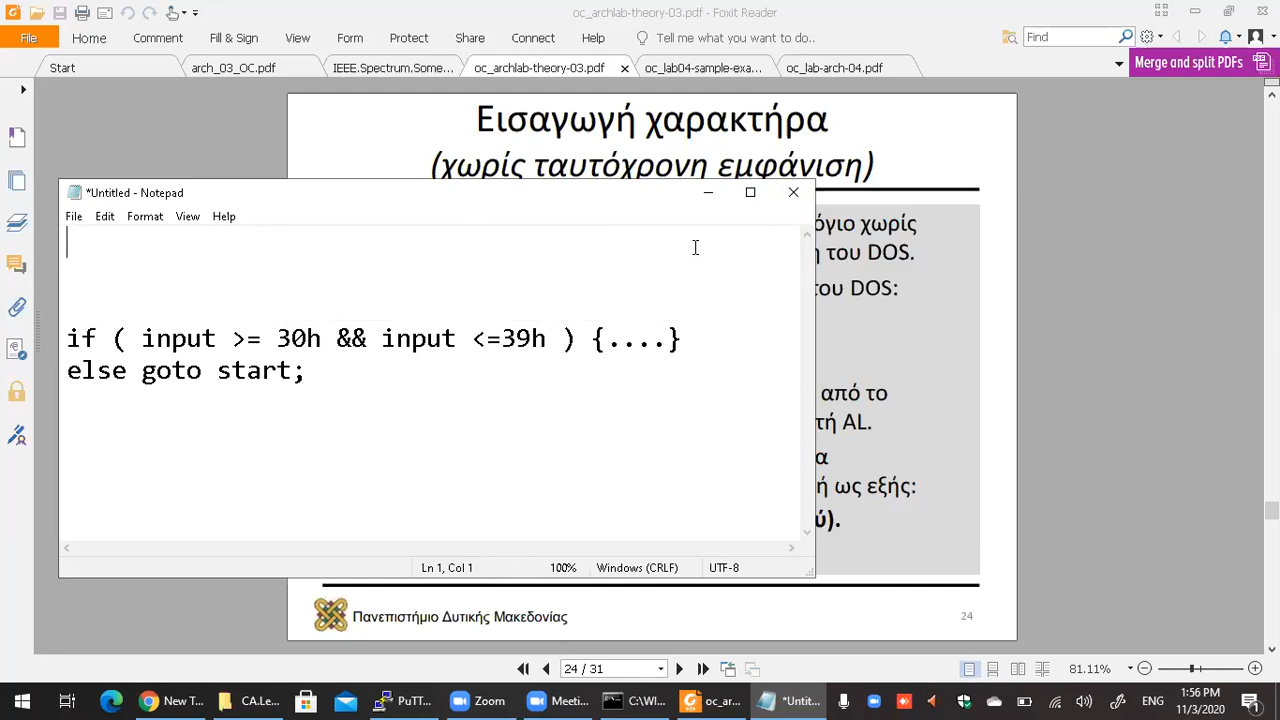 oc_archlab-theory-03.pdf - Foxit Reader
File Home Comment Fill & Sign View Form Protect Share Connect Help Tell me what you want to do.. Find
Start arch_03_OC.pdf IEEE.Spectrum.Some... oc_archlab-theory-03.pdf oc_lab04-sample-exa... oc_lab-arch-04.pdf Merge and split PDFs
Εισαγωγή χαρακτήρα
(χωρίς ταυτόχρονη εμφάνιση)
*Untitled - Notepad
File Edit Format View Help
όγιο χωρίς
η του DOS.
του DOS:
if ( input >= 30h && input <=39h ) {....}
else goto start;
από το
τή AL.
α
ή ως εξής:
ύ).
Ln 1, Col 1 100% Windows (CRLF) UTF-8
Πανεπιστήμιο Δυτικής Μακεδονίας 24
24 / 31 81.11%
New T... CA.Le... PuTT... Zoom Meeti... C:\WI... oc_ar... *Untit... ENG 1:56 PM
11/3/2020